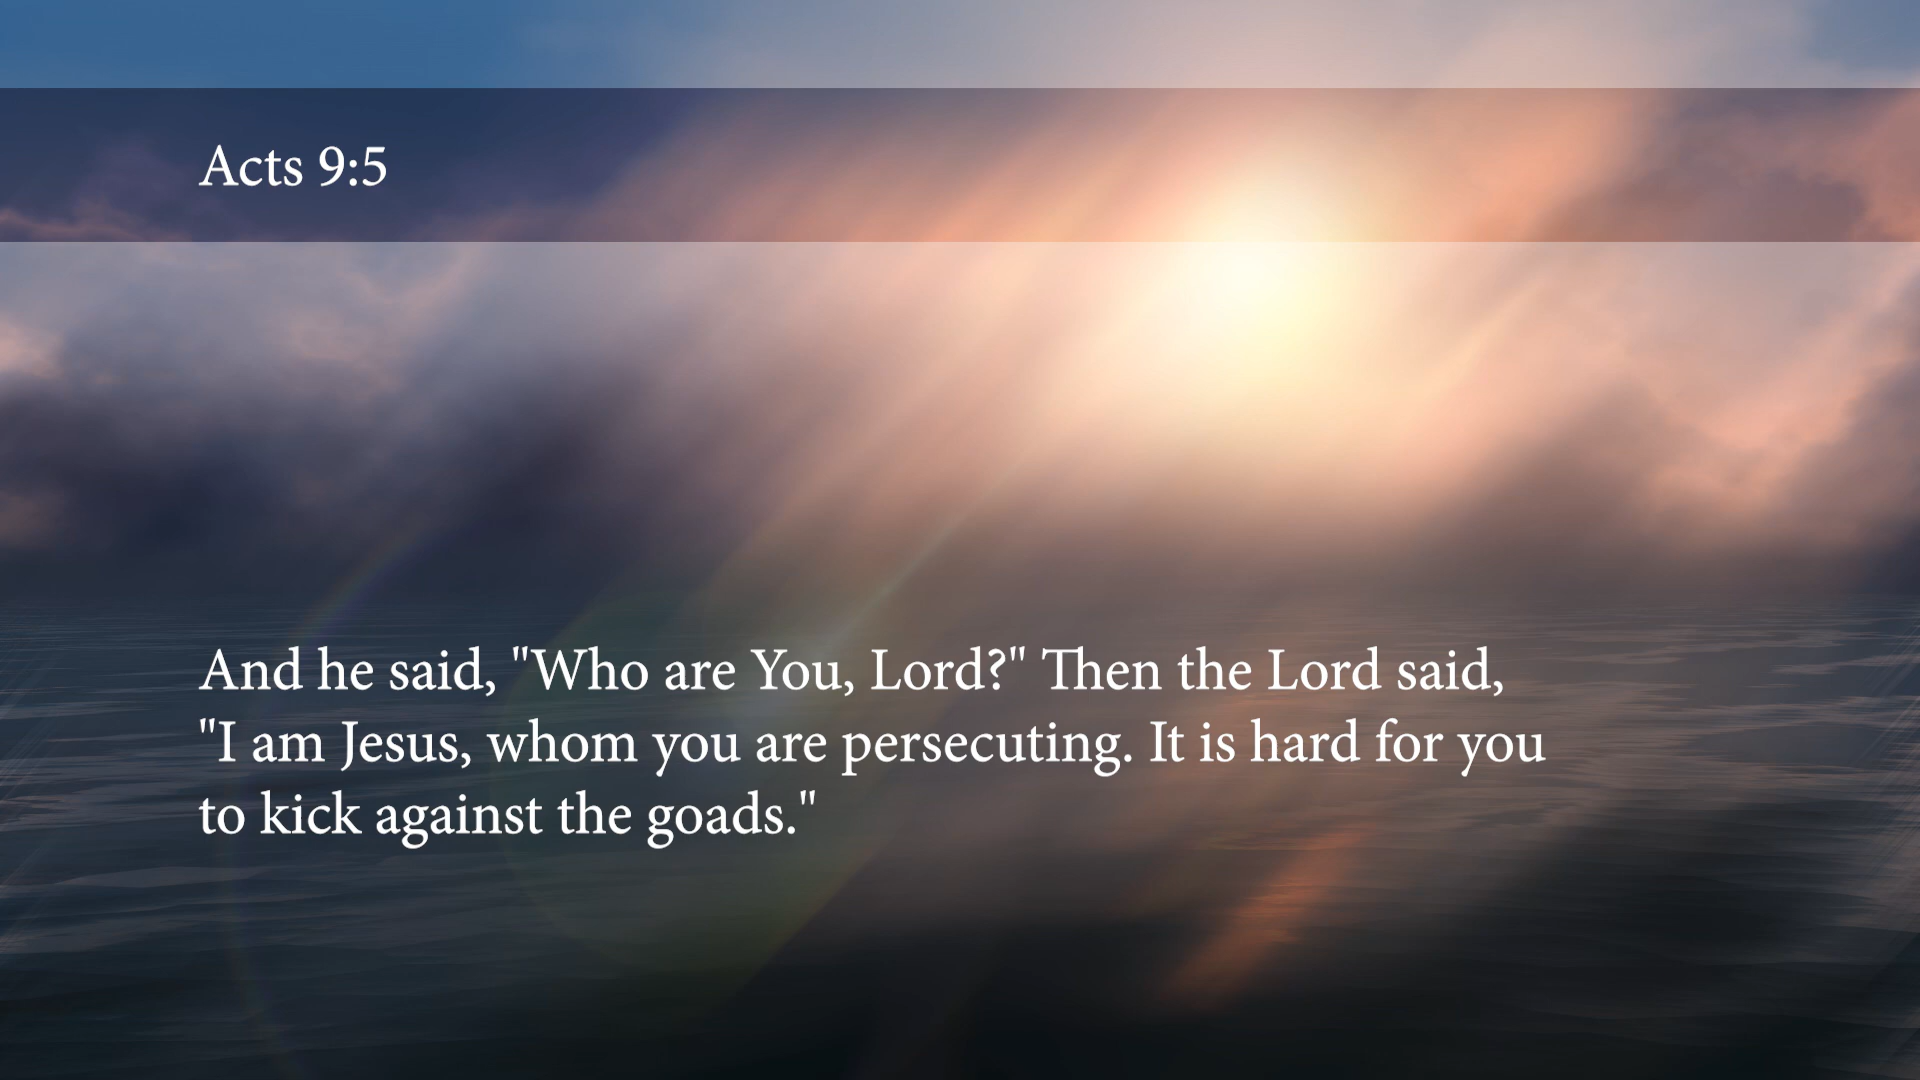 Acts 9:5
And he said, "Who are You, Lord?" Then the Lord said,
"I am Jesus, whom you are persecuting. It is hard for you
to kick against the goads."